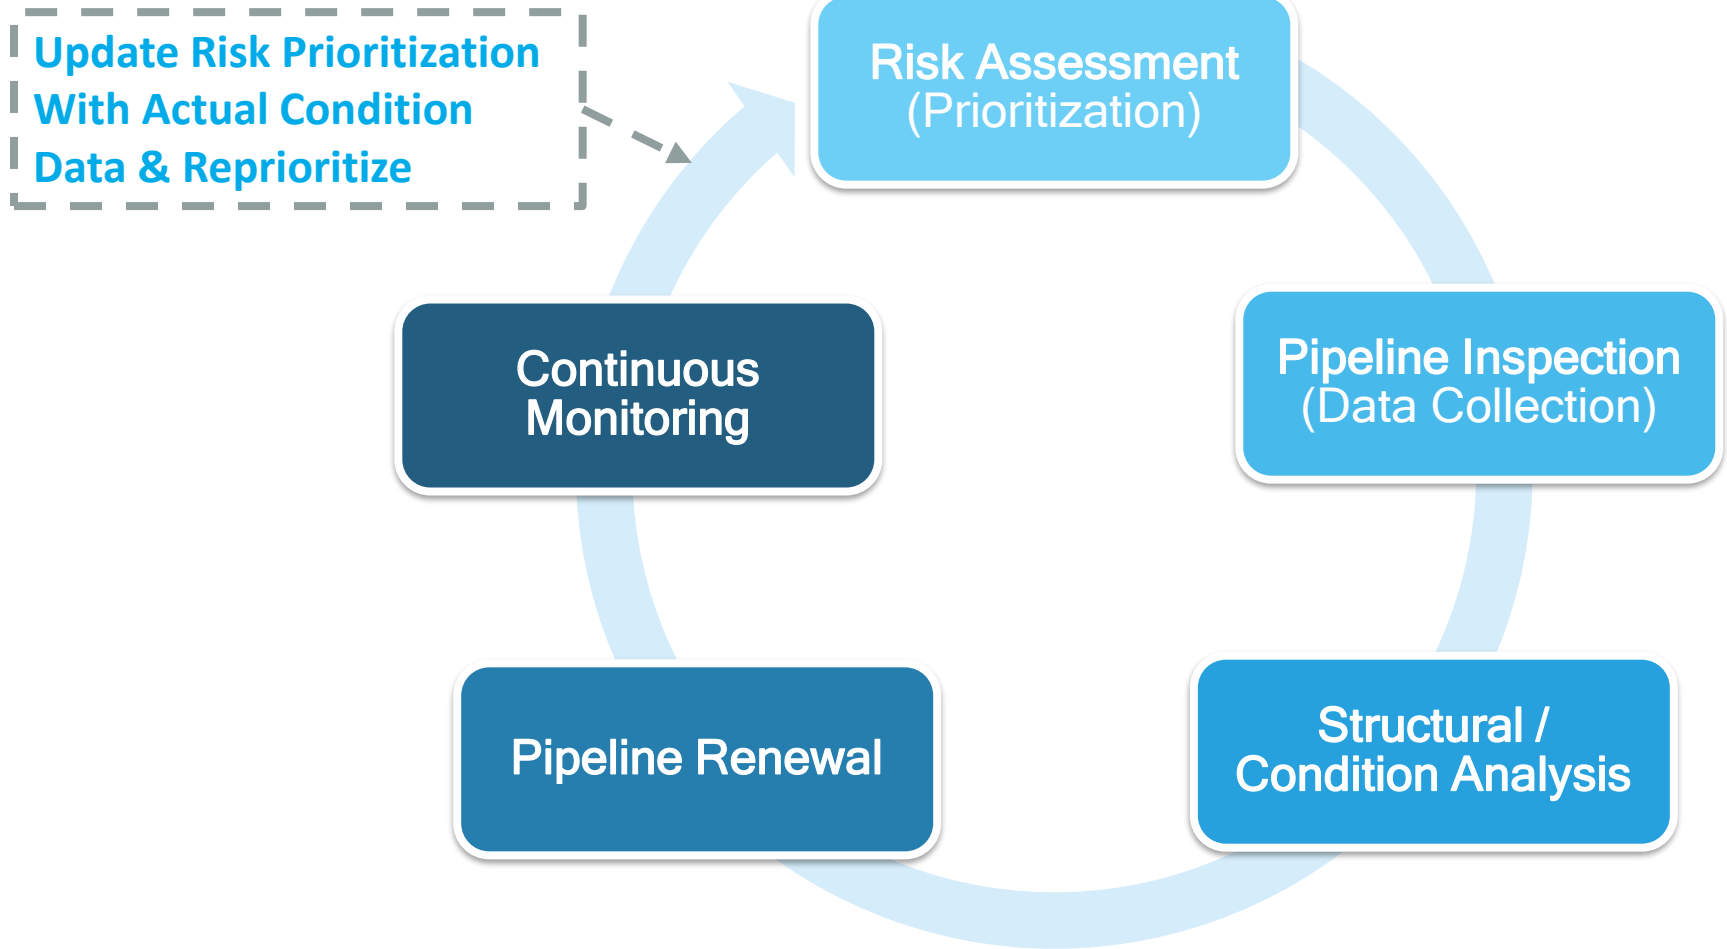 Update Risk Prioritization
With Actual Condition
Data & Reprioritize
Risk Assessment
(Prioritization)
Pipeline Inspection
(Data Collection)
Structural /
Condition Analysis
Pipeline Renewal
Continuous
Monitoring